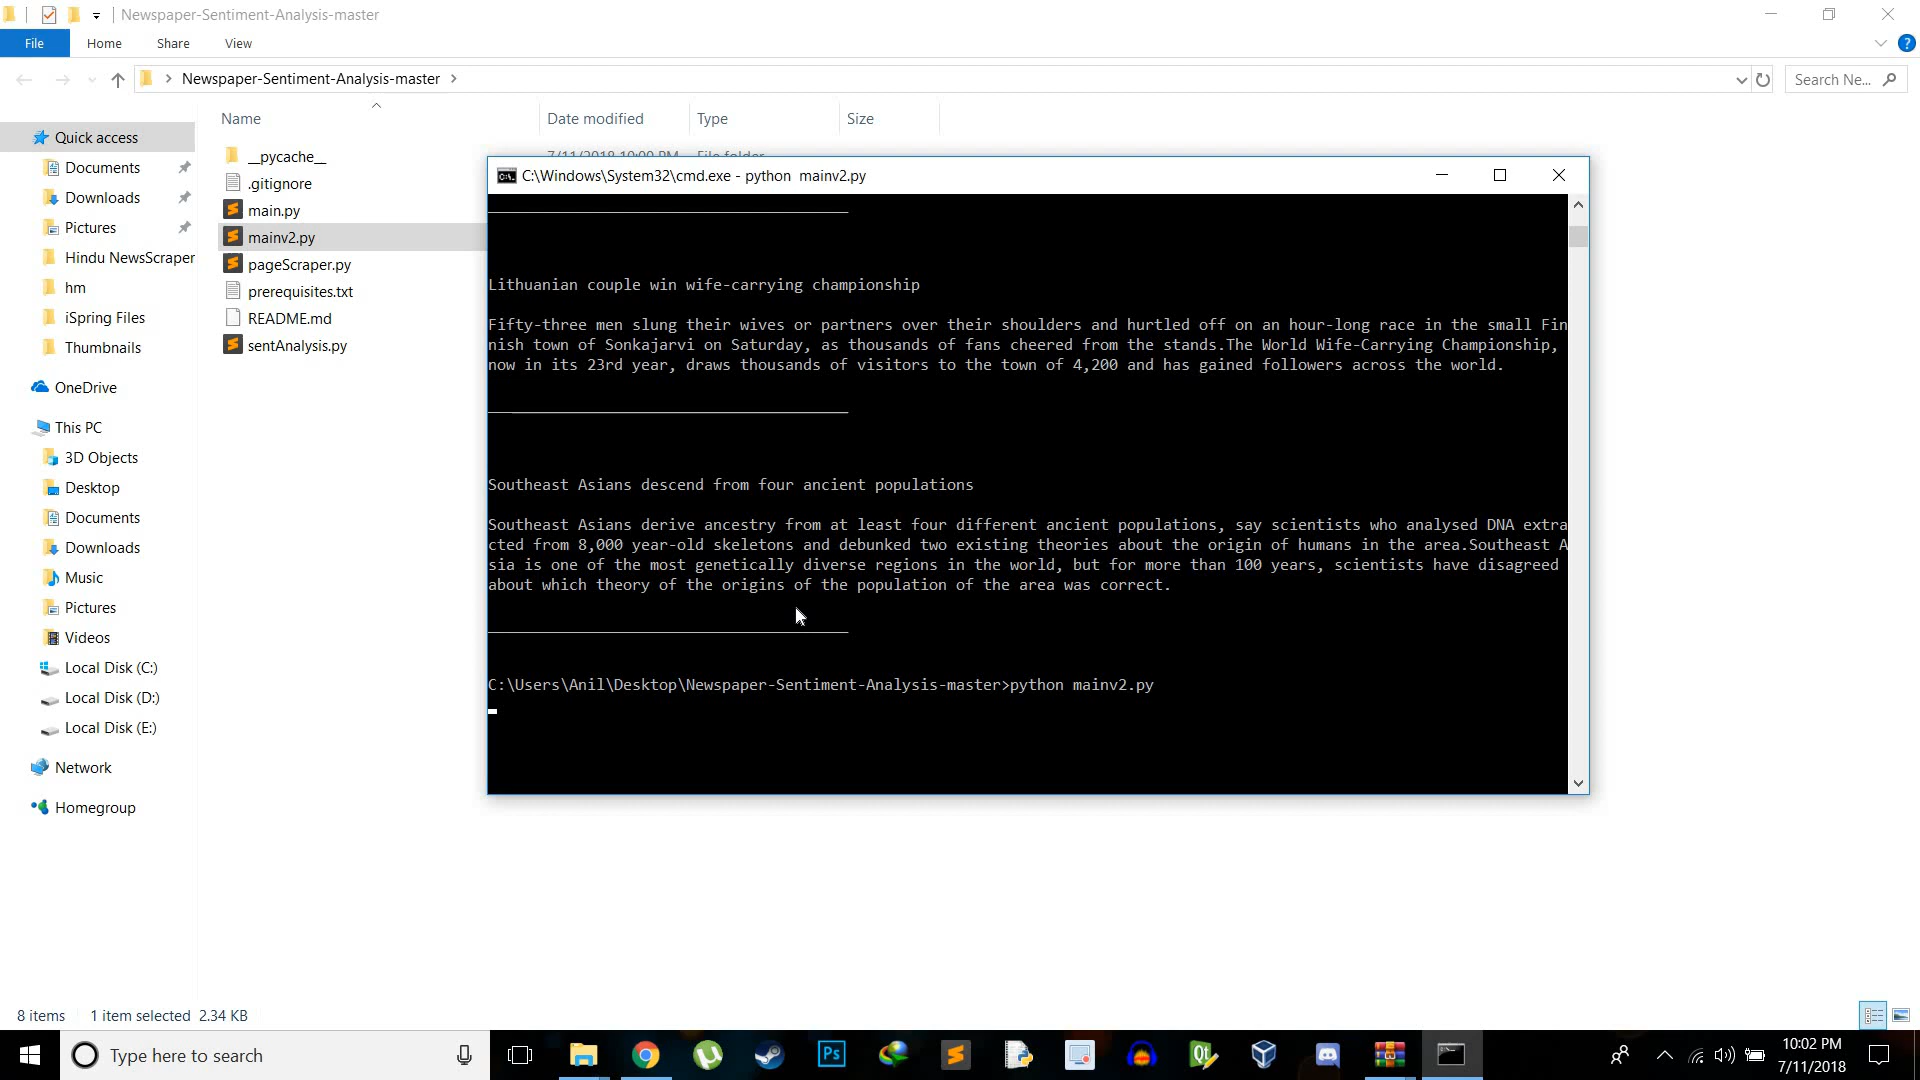 Newspaper-Sentiment-Analysis-master
File Home Share View
Newspaper-Sentiment-Analysis-master
Search Ne...
Name Date modified Type Size
Quick access
Documents
Downloads
Pictures
Hindu NewsScraper
hm
iSpring Files
Thumbnails
OneDrive
This PC
3D Objects
Desktop
Documents
Downloads
Music
Pictures
Videos
Local Disk (C:)
Local Disk (D:)
Local Disk (E:)
Network
Homegroup
__pycache__ 7/11/2018 10:00 PM File folder
.gitignore
main.py
mainv2.py
pageScraper.py
prerequisites.txt
README.md
sentAnalysis.py
C:\Windows\System32\cmd.exe - python  mainv2.py
Lithuanian couple win wife-carrying championship
Fifty-three men slung their wives or partners over their shoulders and hurtled off on an hour-long race in the small Fin
nish town of Sonkajarvi on Saturday, as thousands of fans cheered from the stands.The World Wife-Carrying Championship,
now in its 23rd year, draws thousands of visitors to the town of 4,200 and has gained followers across the world.
Southeast Asians descend from four ancient populations
Southeast Asians derive ancestry from at least four different ancient populations, say scientists who analysed DNA extra
cted from 8,000 year-old skeletons and debunked two existing theories about the origin of humans in the area.Southeast A
sia is one of the most genetically diverse regions in the world, but for more than 100 years, scientists have disagreed
about which theory of the origins of the population of the area was correct.
C:\Users\Anil\Desktop\Newspaper-Sentiment-Analysis-master>python mainv2.py
8 items 1 item selected 2.34 KB
Type here to search
Ps
Qt
10:02 PM
7/11/2018